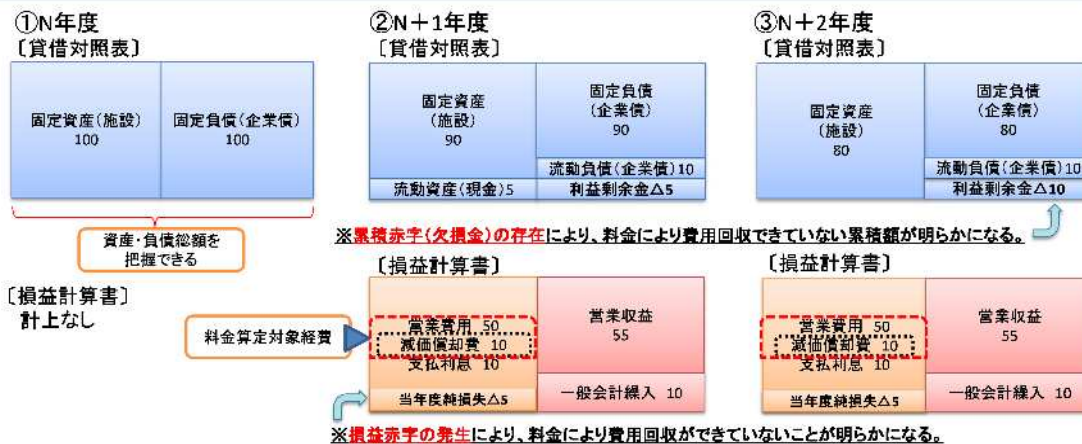 ①N年度
〔貸借対照表〕
固定資産(施設)
100
固定負債(企業債)
100
資産・負債総額を
把握できる
〔損益計算書〕
計上なし
②N＋1年度
〔貸借対照表〕
固定資産
(施設)
90
流動資産(現金)5
固定負債
(企業債)
90
流動負債(企業債)10
利益剰余金△5
③N＋2年度
〔貸借対照表〕
固定資産
(施設)
80
固定負債
(企業債)
80
流動負債(企業債)10
利益剰余金△10
※累積赤字(欠損金)の存在により、料金により費用回収できていない累積額が明らかになる。
〔損益計算書〕
料金算定対象経費
営業費用 50
減価償却費 10
支払利息 10
当年度純損失△5
営業収益
55
一般会計繰入 10
〔損益計算書〕
営業費用 50
減価償却費 10
支払利息 10
当年度純損失△5
営業収益
55
一般会計繰入 10
※損益赤字の発生により、料金により費用回収ができていないことが明らかになる。